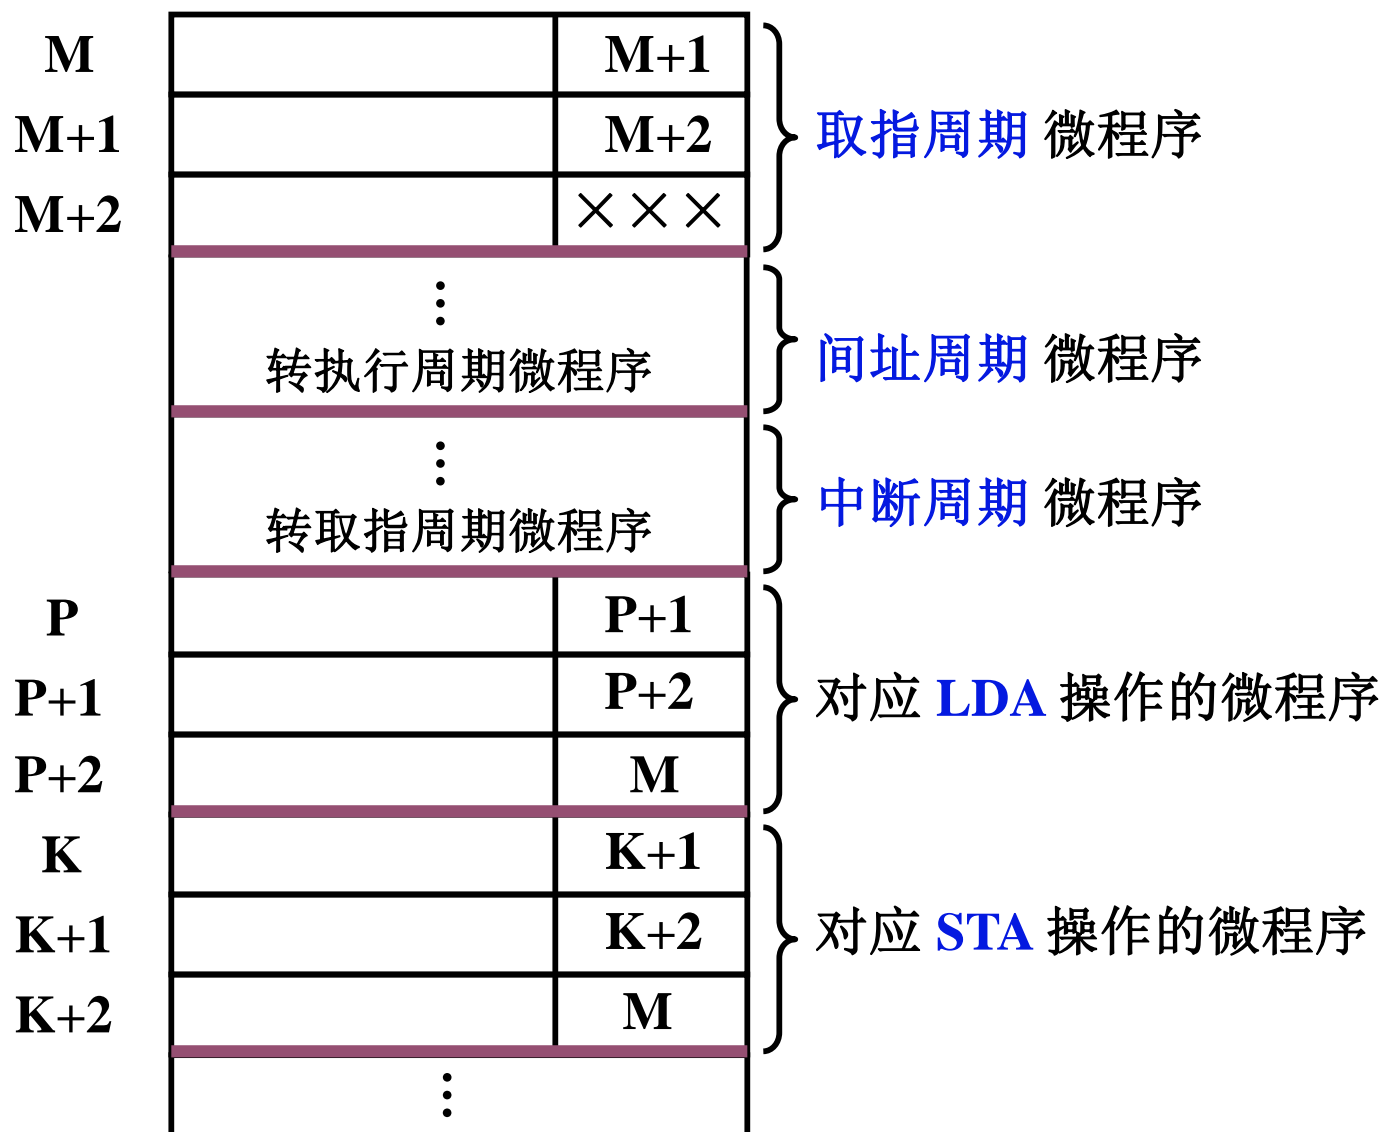 M M+1
M+1 M+2 取指周期 微程序
M+2 ×××
⋮
转执行周期微程序 间址周期 微程序
⋮
转取指周期微程序 中断周期 微程序
P P+1
P+1 P+2 对应 LDA 操作的微程序
P+2 M
K K+1
K+1 K+2 对应 STA 操作的微程序
K+2 M
⋮